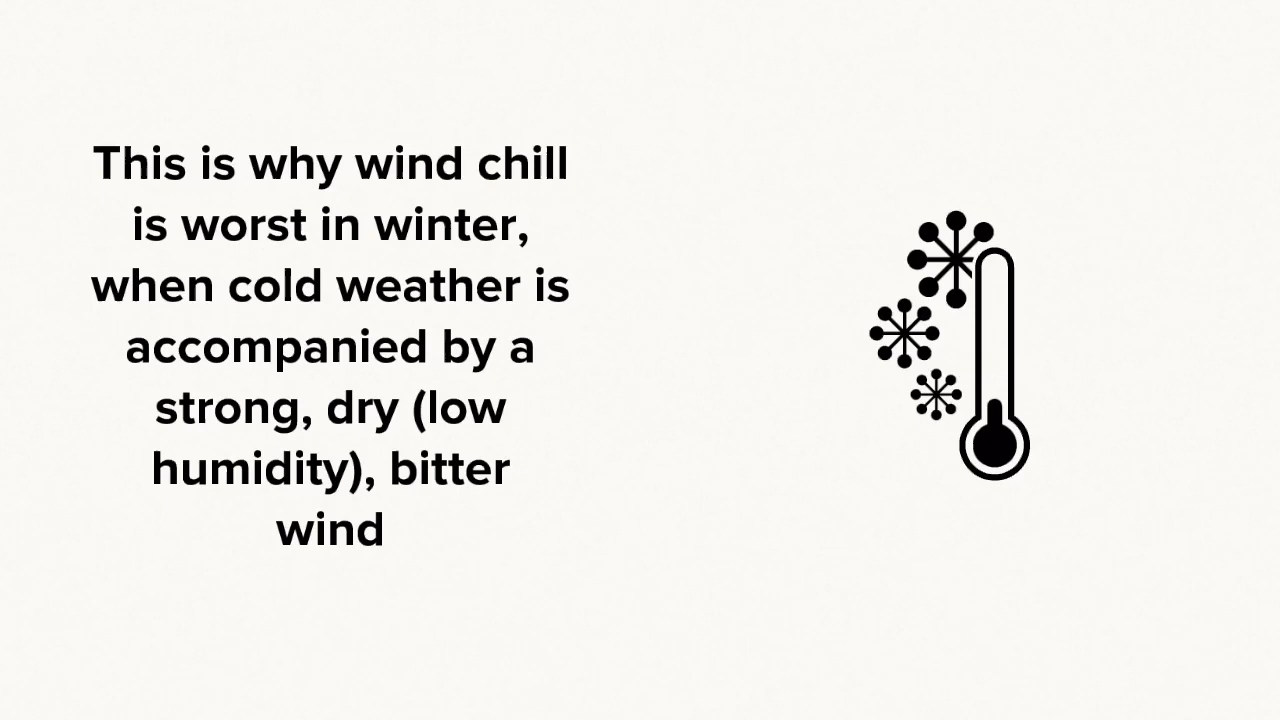 This is why wind chill
is worst in winter,
when cold weather is
accompanied by a
strong, dry (low
humidity), bitter
wind